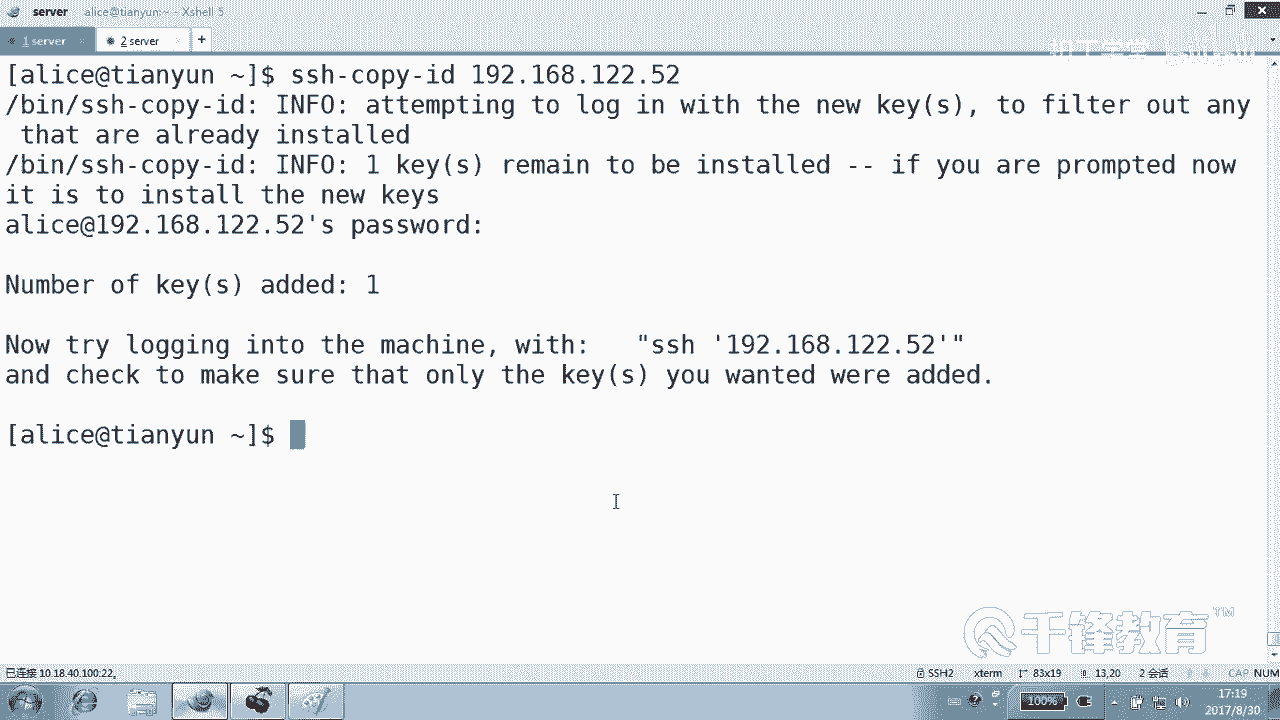 server alice@tianyun:~ - Xshell 5
1 server
2 server
+
[alice@tianyun ~]$ ssh-copy-id 192.168.122.52
/bin/ssh-copy-id: INFO: attempting to log in with the new key(s), to filter out any
that are already installed
/bin/ssh-copy-id: INFO: 1 key(s) remain to be installed -- if you are prompted now
it is to install the new keys
alice@192.168.122.52's password:
Number of key(s) added: 1
Now try logging into the machine, with:   "ssh '192.168.122.52'"
and check to make sure that only the key(s) you wanted were added.
[alice@tianyun ~]$
千锋教育™
已连接 10.18.40.100:22。
SSH2 xterm 83x19 13,20 2 会话 CAP NUM
100%
17:19
2017/8/30